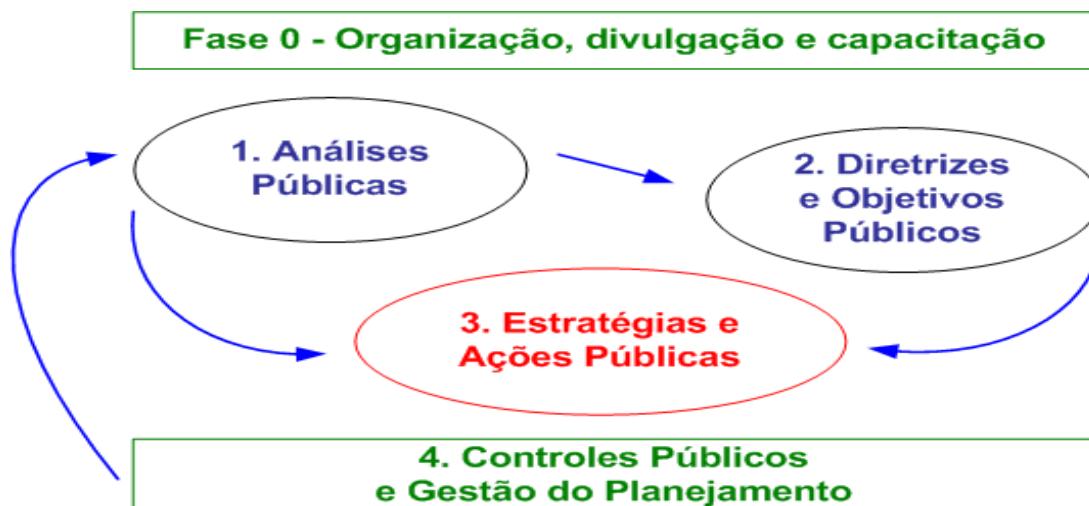 Fase 0 - Organização, divulgação e capacitação
1. Análises
Públicas
2. Diretrizes
e Objetivos
Públicos
3. Estratégias e
Ações Públicas
4. Controles Públicos
e Gestão do Planejamento